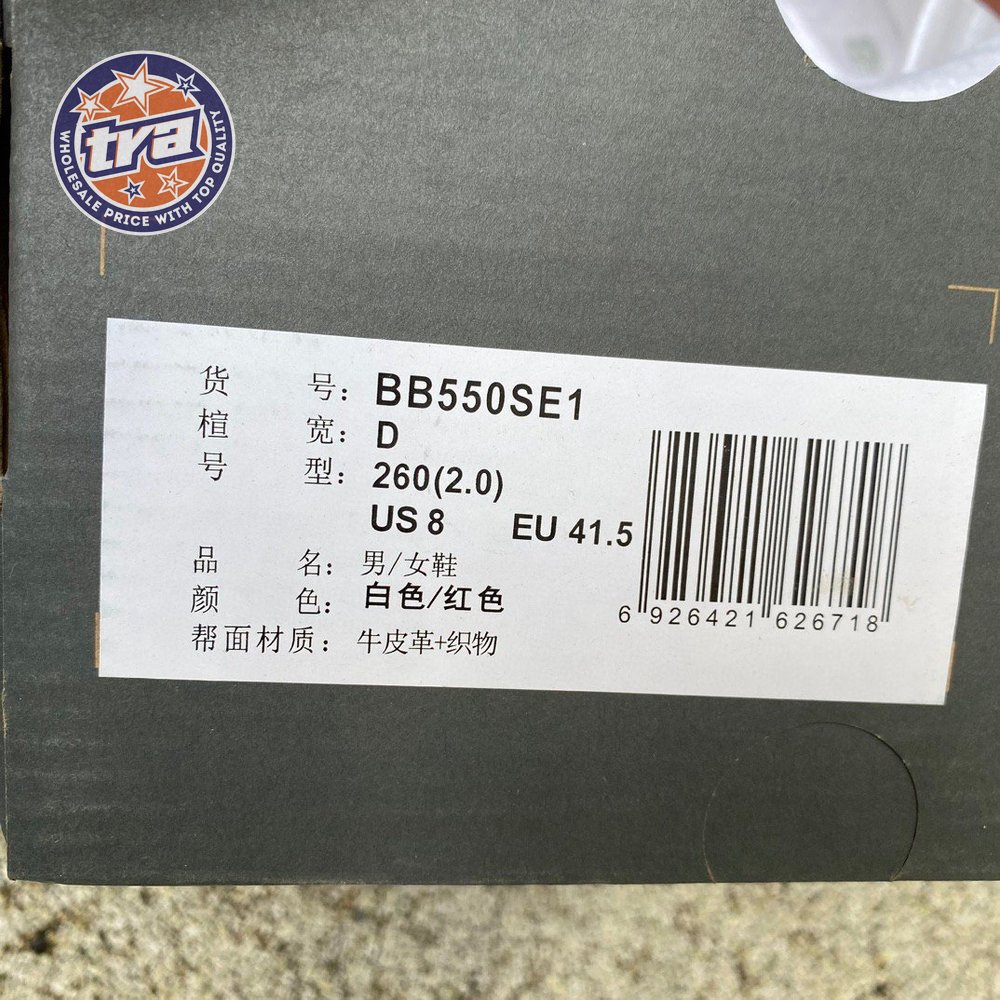 tra
WHOLESALE PRICE WITH TOP QUALITY
货 号: BB550SE1
楦 宽: D
号 型: 260(2.0)
US 8 EU 41.5
品 名: 男/女鞋
颜 色: 白色/红色
帮面材质: 牛皮革+织物
6 926421 626718